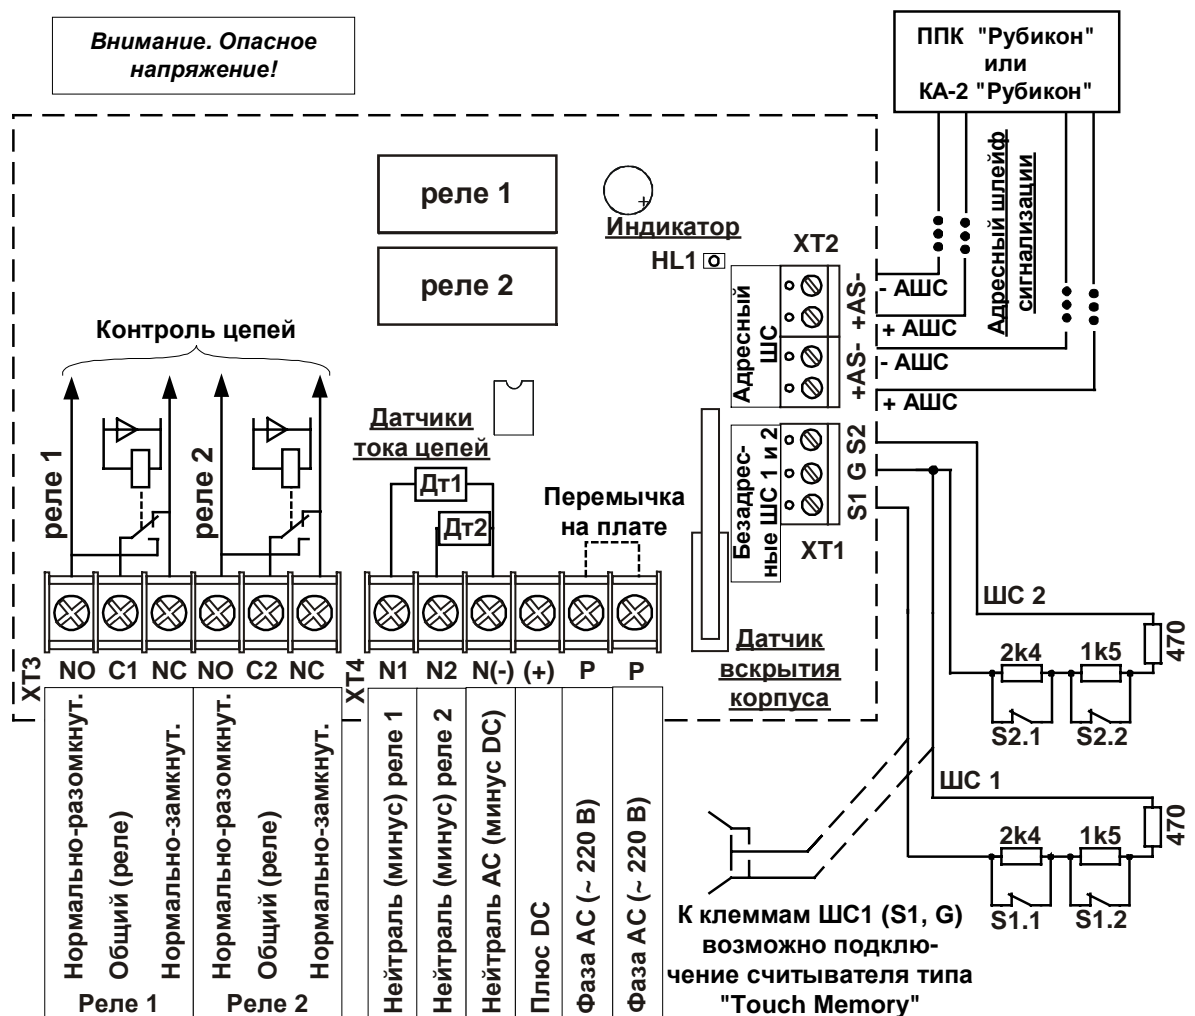 Внимание. Опасное
напряжение!
ППК "Рубикон"
или
КА-2 "Рубикон"
реле 1
реле 2
Индикатор
HL1
XT2
Адресный
ШС
+AS-
+AS-
- АШС
+ АШС
- АШС
+ АШС
Адресный шлейф
сигнализации
Контроль цепей
реле 1
реле 2
Датчики
тока цепей
Дт1
Дт2
Перемычка
на плате
Безадрес-
ные ШС 1 и 2
S1 G S2
XT1
Датчик
вскрытия
корпуса
XT3
NO C1 NC NO C2 NC
XT4
N1 N2 N(-) (+) P P
Нормально-разомкнут.
Общий (реле)
Нормально-замкнут.
Нормально-разомкнут.
Общий (реле)
Нормально-замкнут.
Реле 1
Реле 2
Нейтраль (минус) реле 1
Нейтраль (минус) реле 2
Нейтраль AC (минус DC)
Плюс DC
Фаза AC (~ 220 В)
Фаза AC (~ 220 В)
ШС 2
2k4 1k5
470
S2.1 S2.2
ШС 1
2k4 1k5
470
S1.1 S1.2
К клеммам ШС1 (S1, G)
возможно подклю-
чение считывателя типа
"Touch Memory"